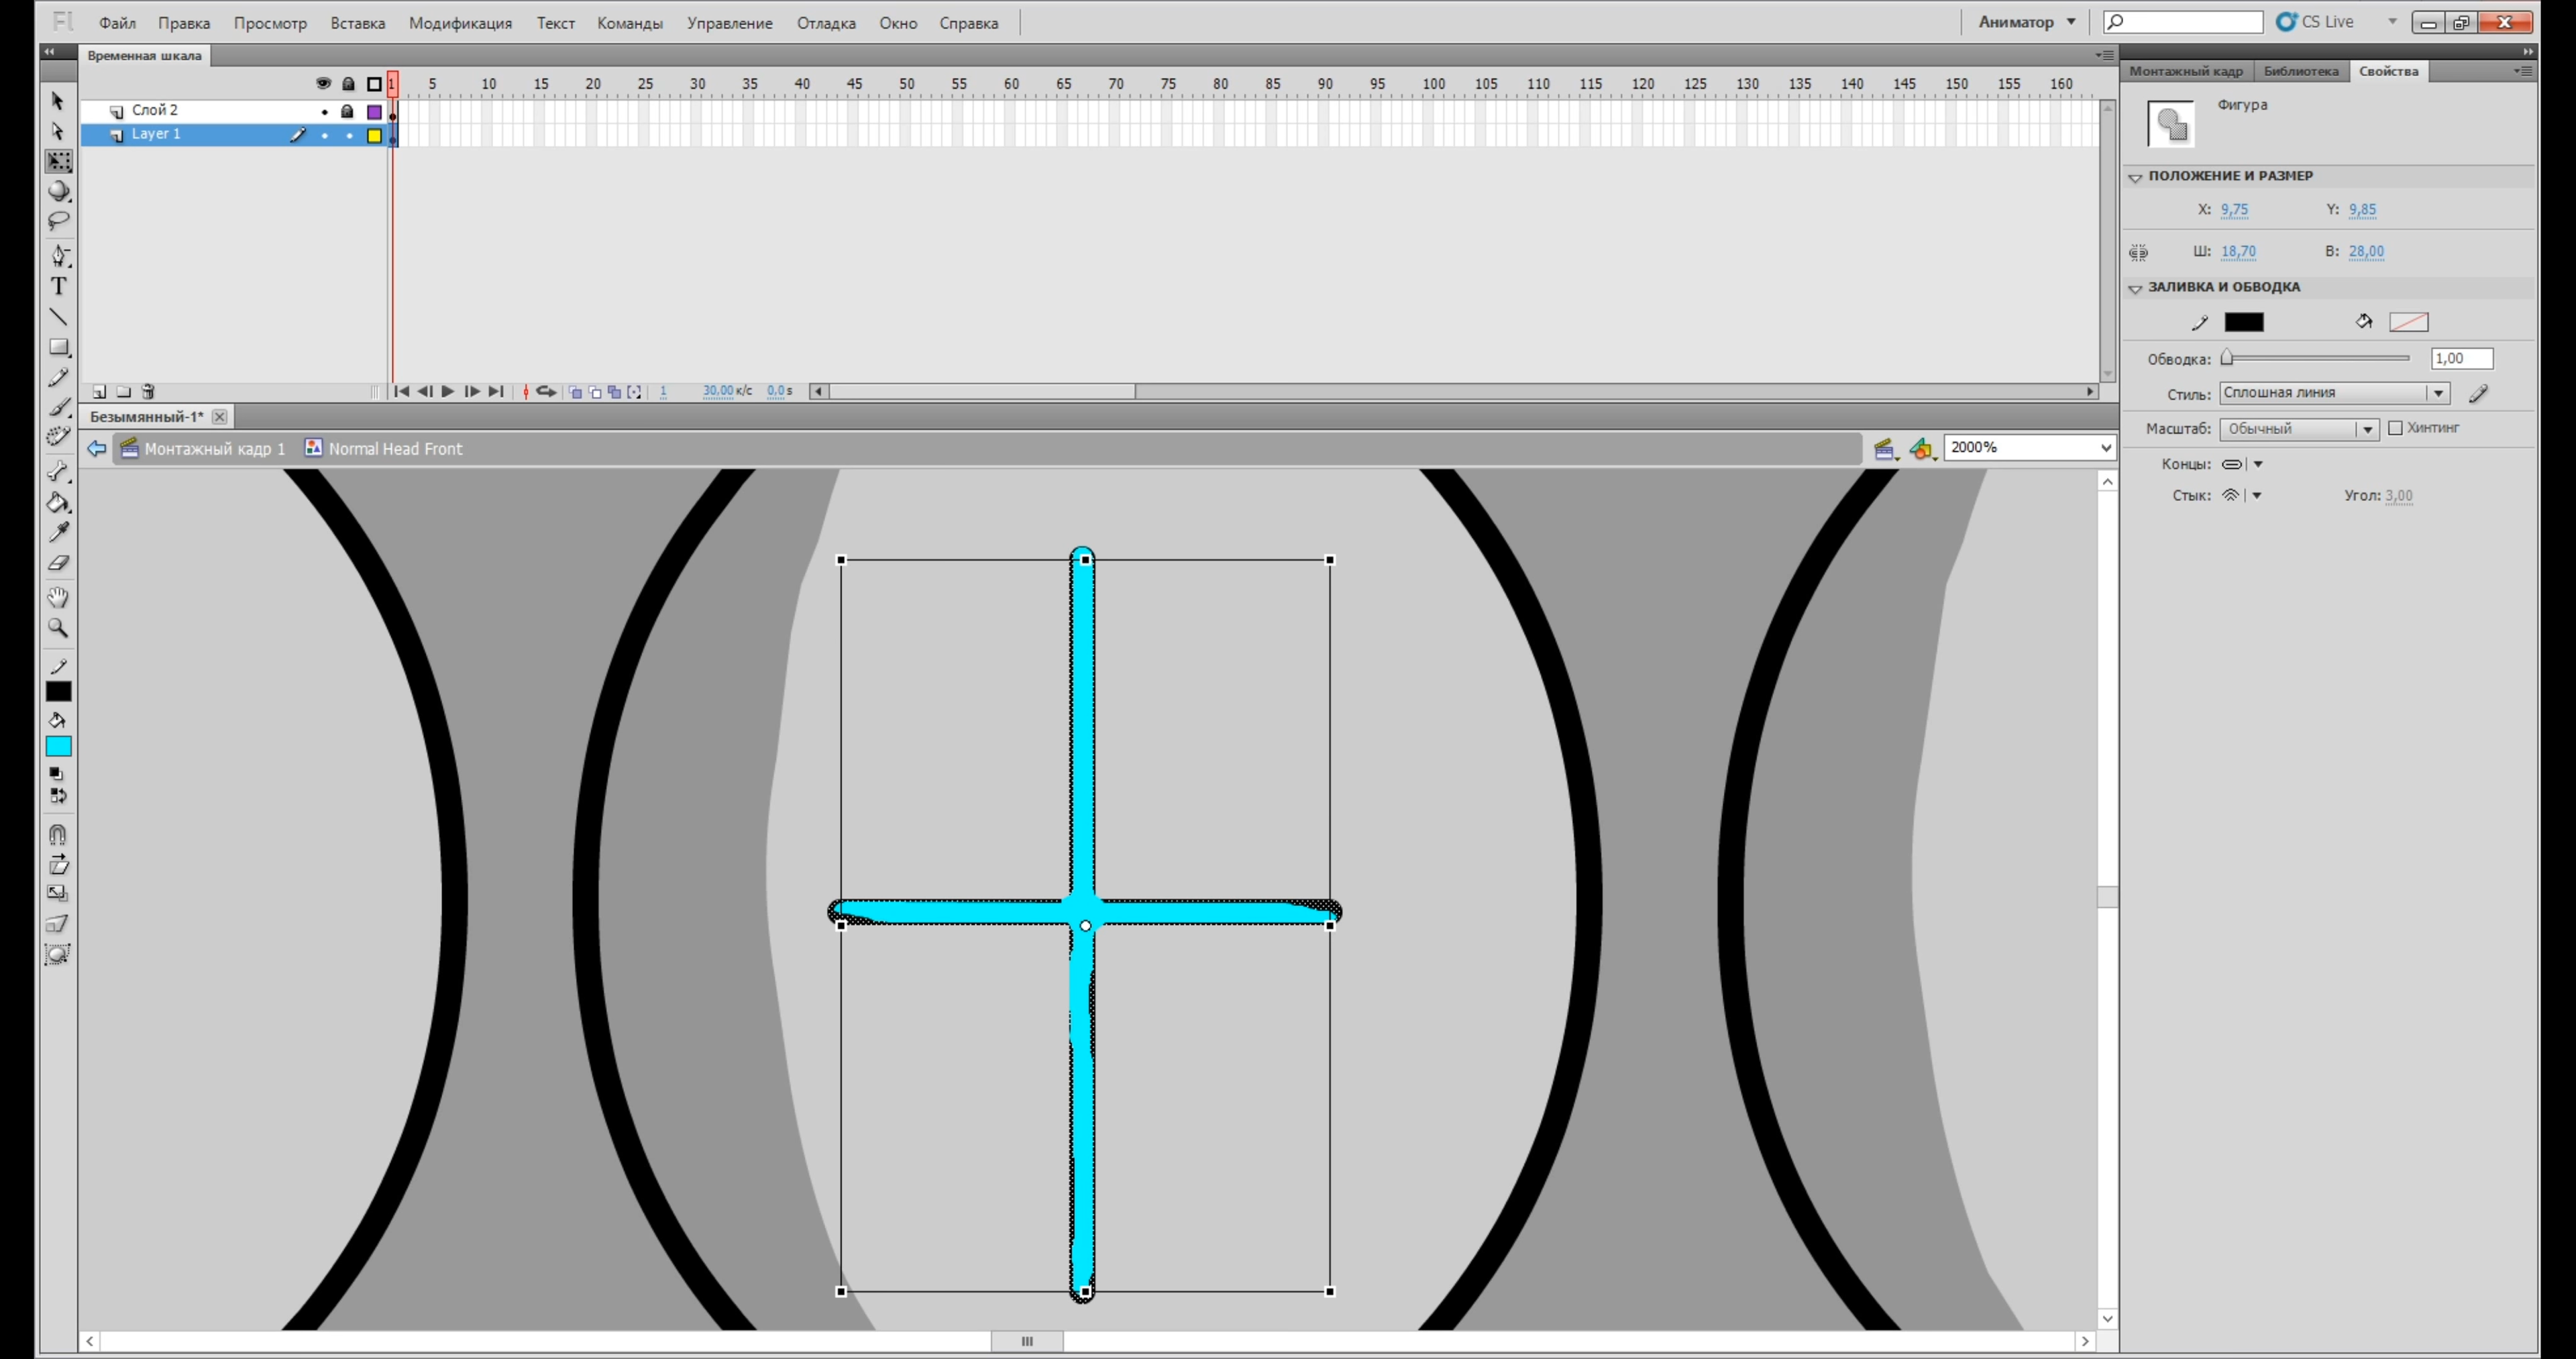 Fl Файл Правка Просмотр Вставка Модификация Текст Команды Управление Отладка Окно Справка Аниматор CS Live
Временная шкала
1 5 10 15 20 25 30 35 40 45 50 55 60 65 70 75 80 85 90 95 100 105 110 115 120 125 130 135 140 145 150 155 160
Слой 2
Layer 1
1 30,00 к/с 0,0 s
Безымянный-1*
Монтажный кадр 1 Normal Head Front 2000%
T
Монтажный кадр Библиотека Свойства
Фигура
ПОЛОЖЕНИЕ И РАЗМЕР
X: 9,75 Y: 9,85
Ш: 18,70 В: 28,00
ЗАЛИВКА И ОБВОДКА
Обводка: 1,00
Стиль: Сплошная линия
Масштаб: Обычный Хинтинг
Концы:
Стык: Угол: 3,00